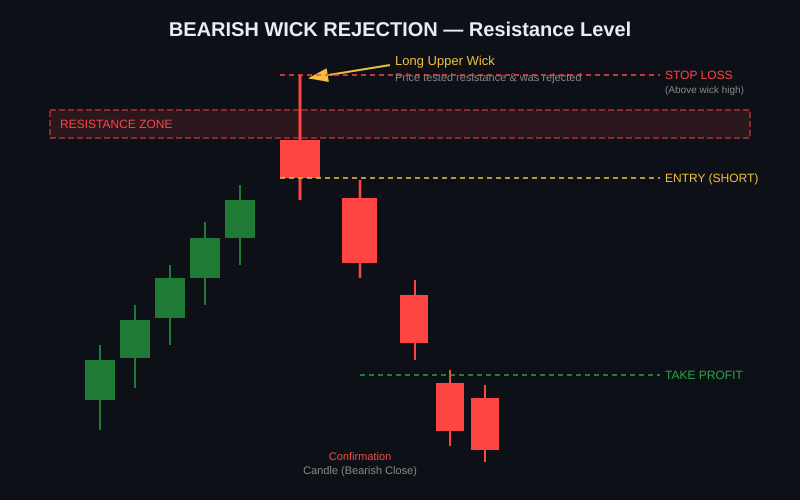 BEARISH WICK REJECTION — Resistance Level
Long Upper Wick
Price tested resistance & was rejected
STOP LOSS
(Above wick high)
RESISTANCE ZONE
ENTRY (SHORT)
TAKE PROFIT
Confirmation
Candle (Bearish Close)